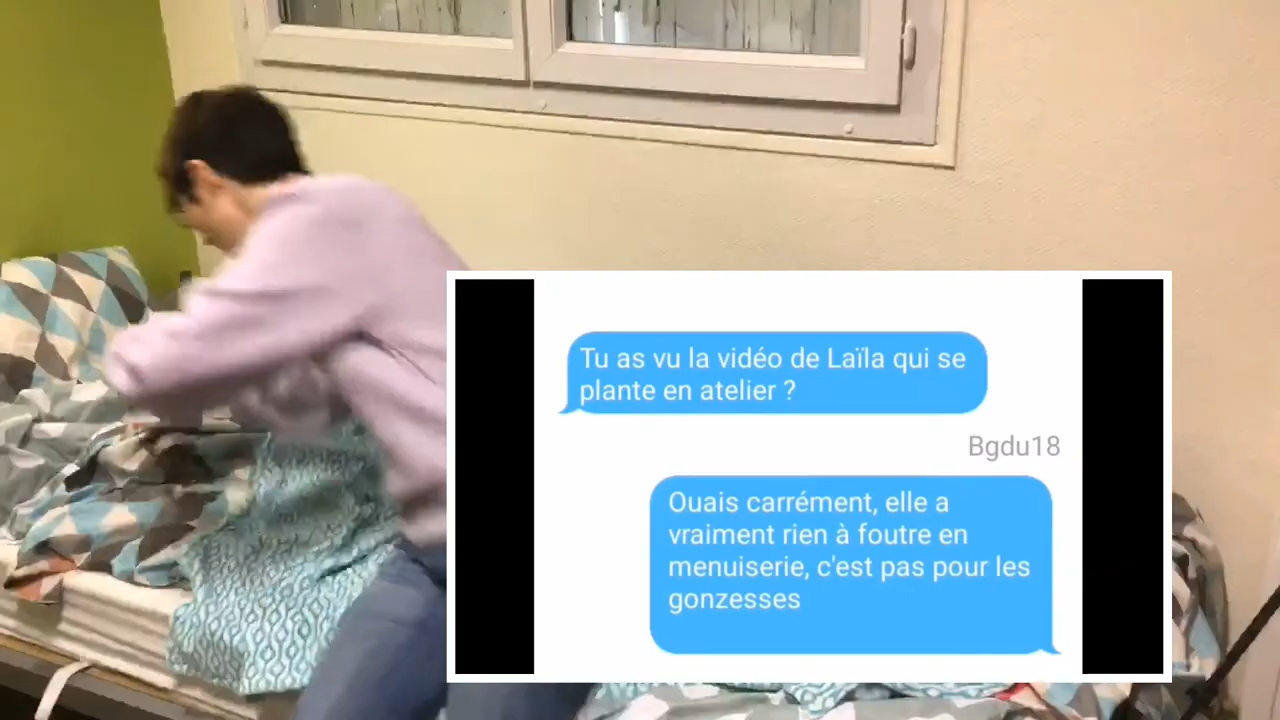 Tu as vu la vidéo de Laïla qui se
plante en atelier ?
Bgdu18
Ouais carrément, elle a
vraiment rien à foutre en
menuiserie, c'est pas pour les
gonzesses